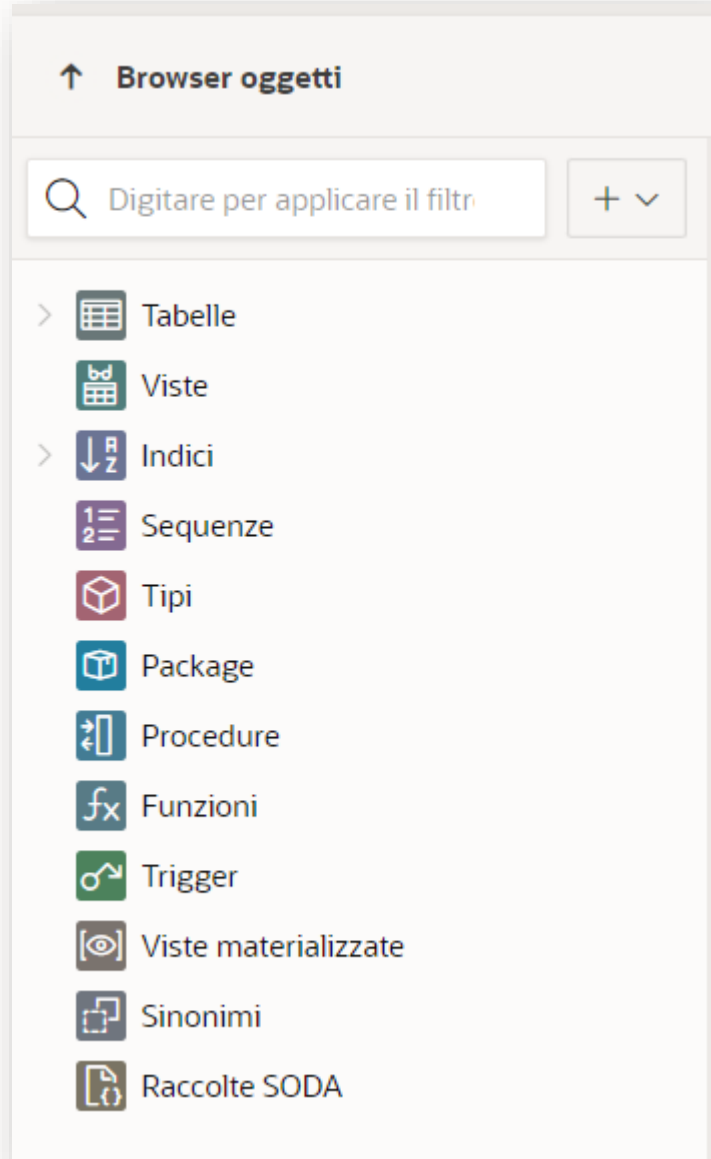 Browser oggetti
Digitare per applicare il filtr
Tabelle
Viste
Indici
Sequenze
Tipi
Package
Procedure
Funzioni
Trigger
Viste materializzate
Sinonimi
Raccolte SODA